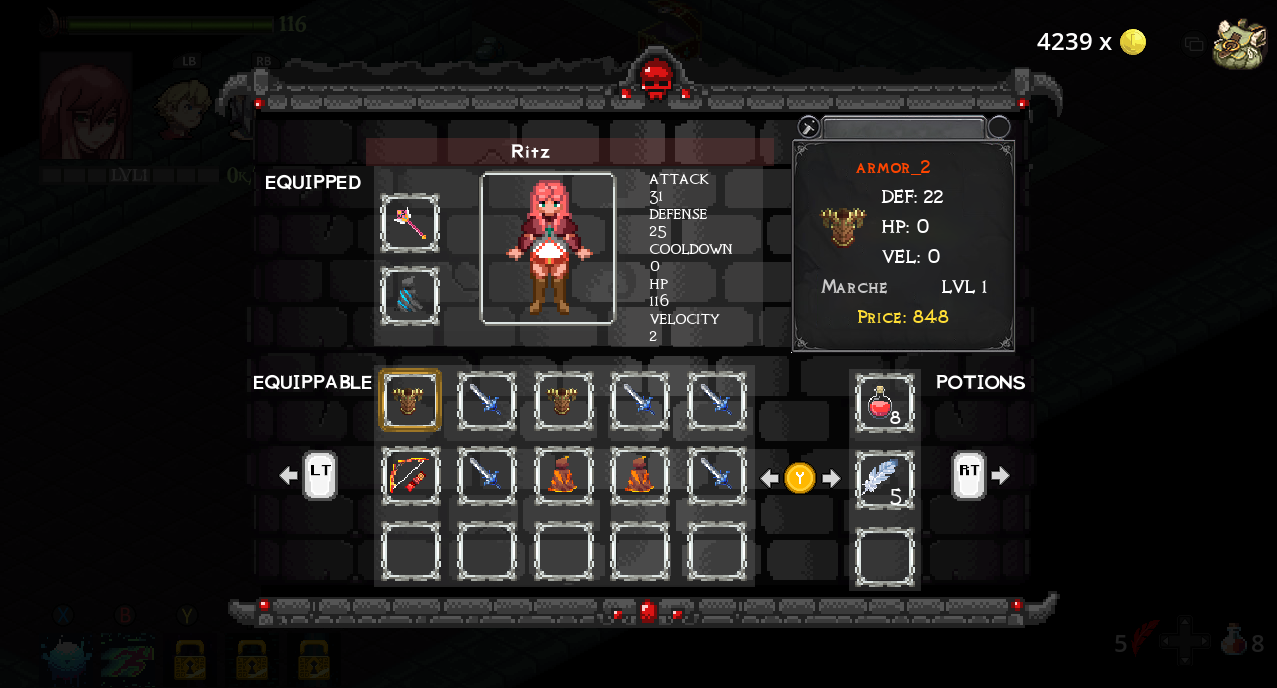 116
4239 x
LB
RB
Ritz
EQUIPPED
ATTACK
31
DEFENSE
25
COOLDOWN
0
HP
116
VELOCITY
2
ARMOR_2
DEF: 22
HP: 0
VEL: 0
MARCHE LVL 1
PRICE: 848
LVL1
0K
EQUIPPABLE
POTIONS
8
LT
Y
RT
5
X
B
Y
5
8